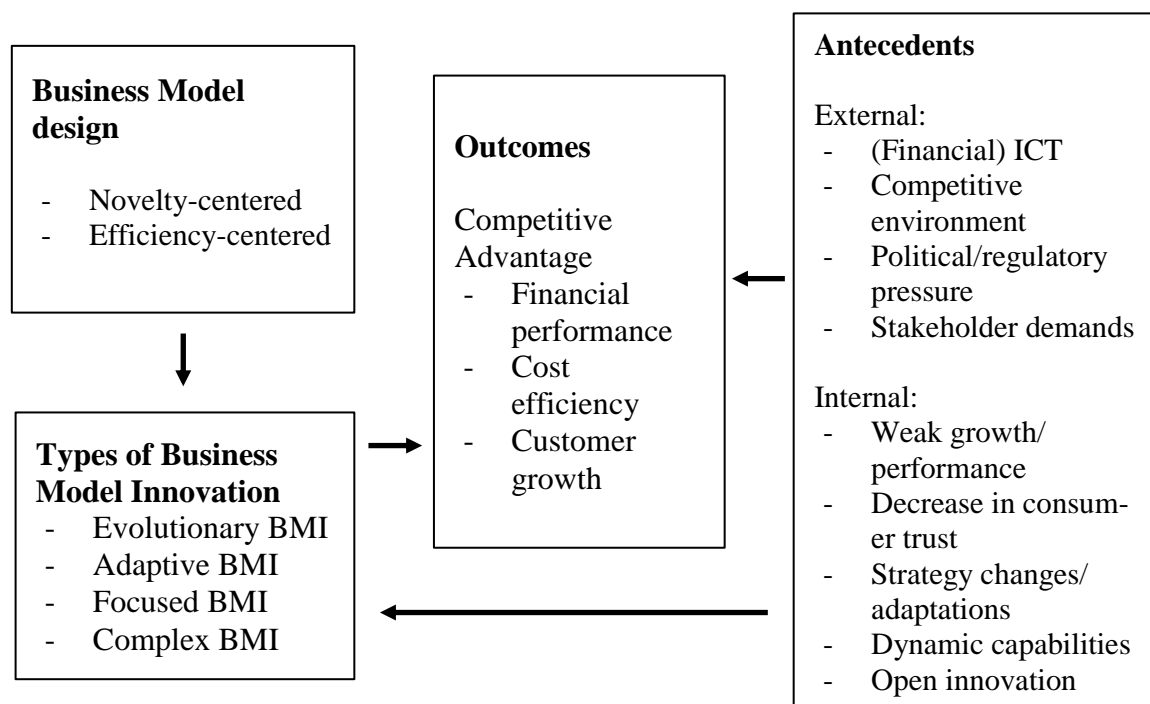 Business Model
design
- Novelty-centered
- Efficiency-centered
Types of Business
Model Innovation
- Evolutionary BMI
- Adaptive BMI
- Focused BMI
- Complex BMI
Outcomes
Competitive
Advantage
- Financial
performance
- Cost
efficiency
- Customer
growth
Antecedents
External:
- (Financial) ICT
- Competitive
environment
- Political/regulatory
pressure
- Stakeholder demands
Internal:
- Weak growth/
performance
- Decrease in consum-
er trust
- Strategy changes/
adaptations
- Dynamic capabilities
- Open innovation